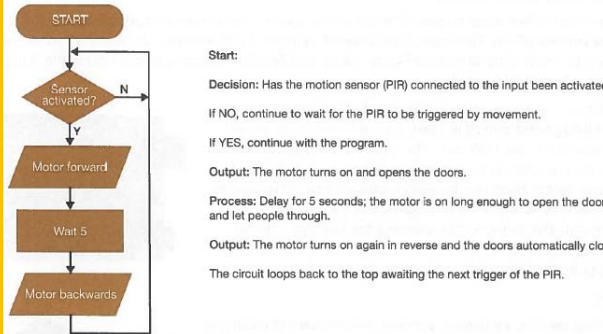 START
Sensor
activated?
N
Y
Motor forward
Wait 5
Motor backwards
Start:
Decision: Has the motion sensor (PIR) connected to the input been activated
If NO, continue to wait for the PIR to be triggered by movement.
If YES, continue with the program.
Output: The motor turns on and opens the doors.
Process: Delay for 5 seconds; the motor is on long enough to open the door
and let people through.
Output: The motor turns on again in reverse and the doors automatically clo
The circuit loops back to the top awaiting the next trigger of the PIR.